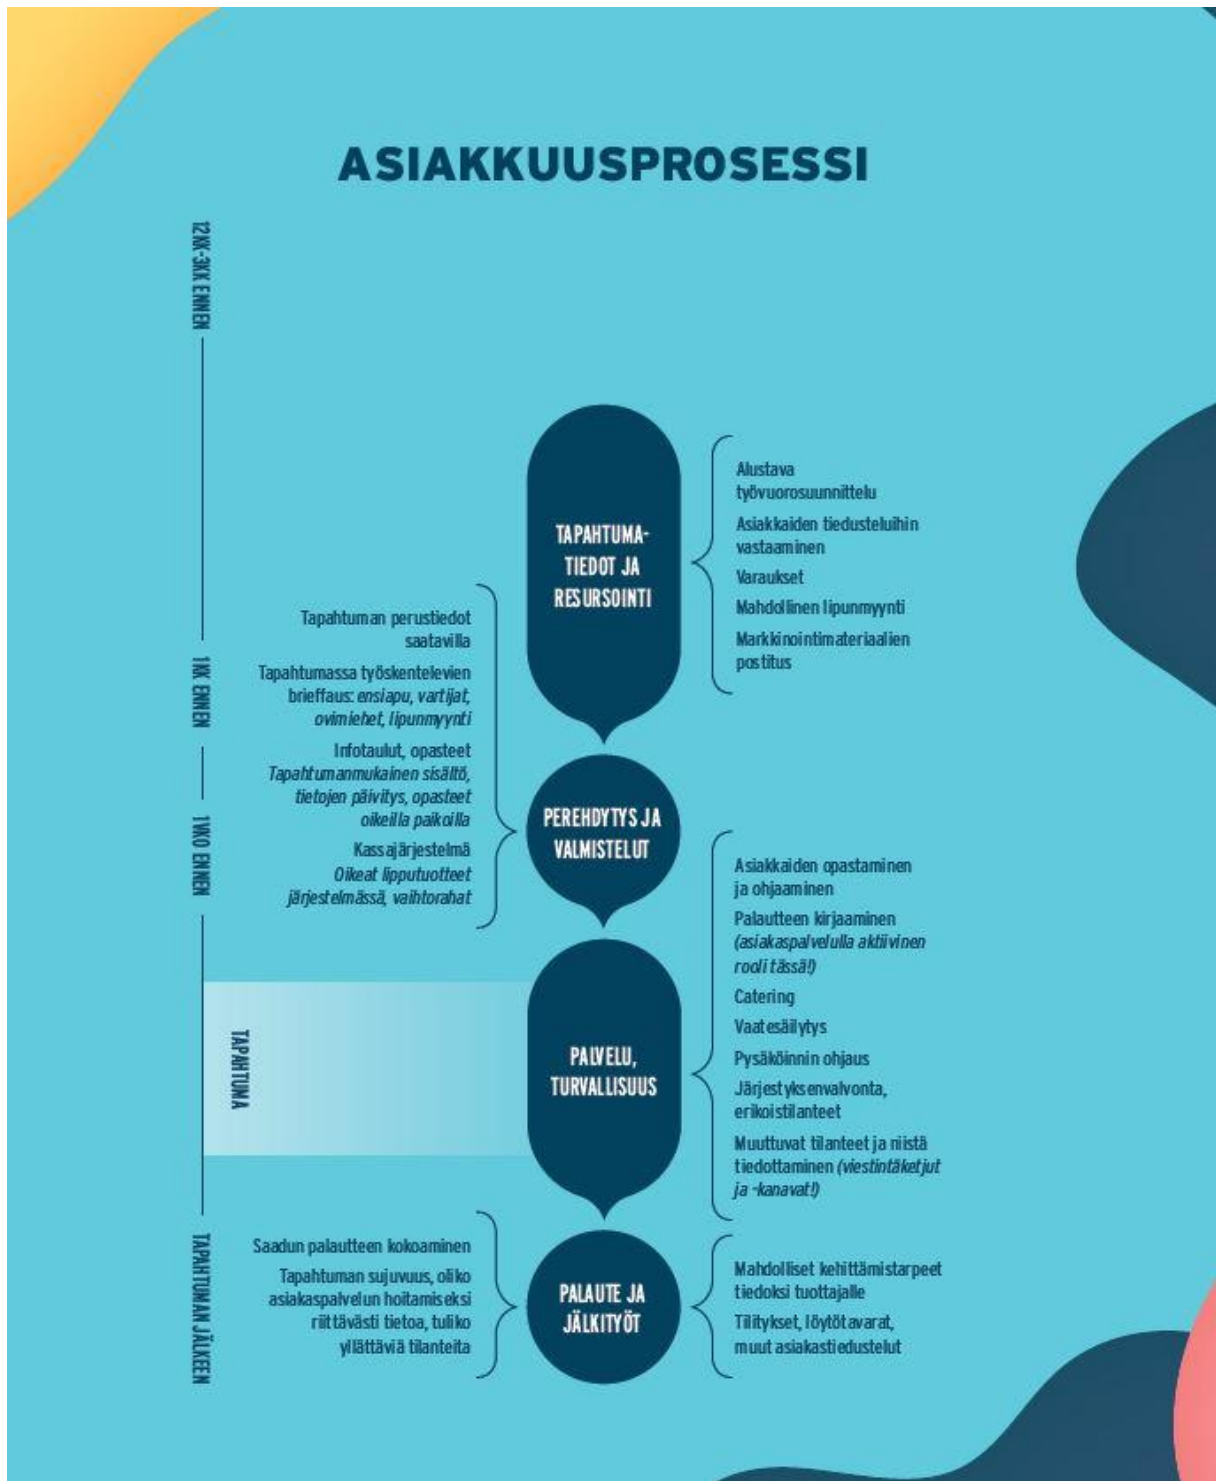 ASIAKKUUSPROSESSI
12KK-3KK ENNEN
TAPAHTUMA-
TIEDOT JA
RESURSOINTI
Alustava
työvuorosuunnittelu
Asiakkaiden tiedusteluihin
vastaaminen
Varaukset
Mahdollinen lipunmyynti
Markkinointimateriaalien
postitus
1KK ENNEN
Tapahtuman perustiedot
saatavilla
Tapahtumassa työskentelevien
brieffaus: ensiapu, vartijat,
ovimiehet, lipunmyynti
Infotaulut, opasteet
Tapahtumanmukainen sisältö,
tietojen päivitys, opasteet
oikeilla paikoilla
Kassajärjestelmä
Oikeat lipputuotteet
järjestelmässä, vaihtorahat
PEREHDYTYS JA
VALMISTELUT
1VKO ENNEN
TAPAHTUMA
PALVELU,
TURVALLISUUS
Asiakkaiden opastaminen
ja ohjaaminen
Palautteen kirjaaminen
(asiakaspalvelulla aktiivinen
rooli tässä!)
Catering
Vaatesäilytys
Pysäköinnin ohjaus
Järjestyksenvalvonta,
erikoistilanteet
Muuttuvat tilanteet ja niistä
tiedottaminen (viestintäketjut
ja -kanavat!)
TAPAHTUMAN JÄLKEEN
Saadun palautteen kokoaminen
Tapahtuman sujuvuus, oliko
asiakaspalvelun hoitamiseksi
riittävästi tietoa, tuliko
yllättäviä tilanteita
PALAUTE JA
JÄLKITYÖT
Mahdolliset kehittämistarpeet
tiedoksi tuottajalle
Tilitykset, löytötavarat,
muut asiakastiedustelut